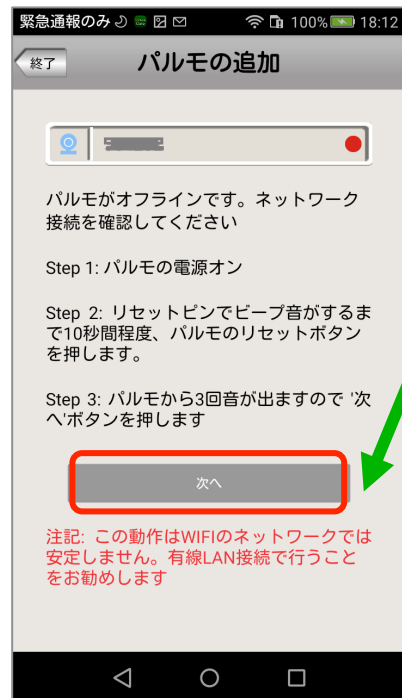 緊急通報のみ 100% 18:12
終了 パルモの追加
パルモがオフラインです。ネットワーク
接続を確認してください
Step 1: パルモの電源オン
Step 2: リセットピンでビープ音がするま
で10秒間程度、パルモのリセットボタン
を押します。
Step 3: パルモから3回音が出ますので '次
へ'ボタンを押します
次へ
注記: この動作はWIFIのネットワークでは
安定しません。有線LAN接続で行うこと
をお勧めします